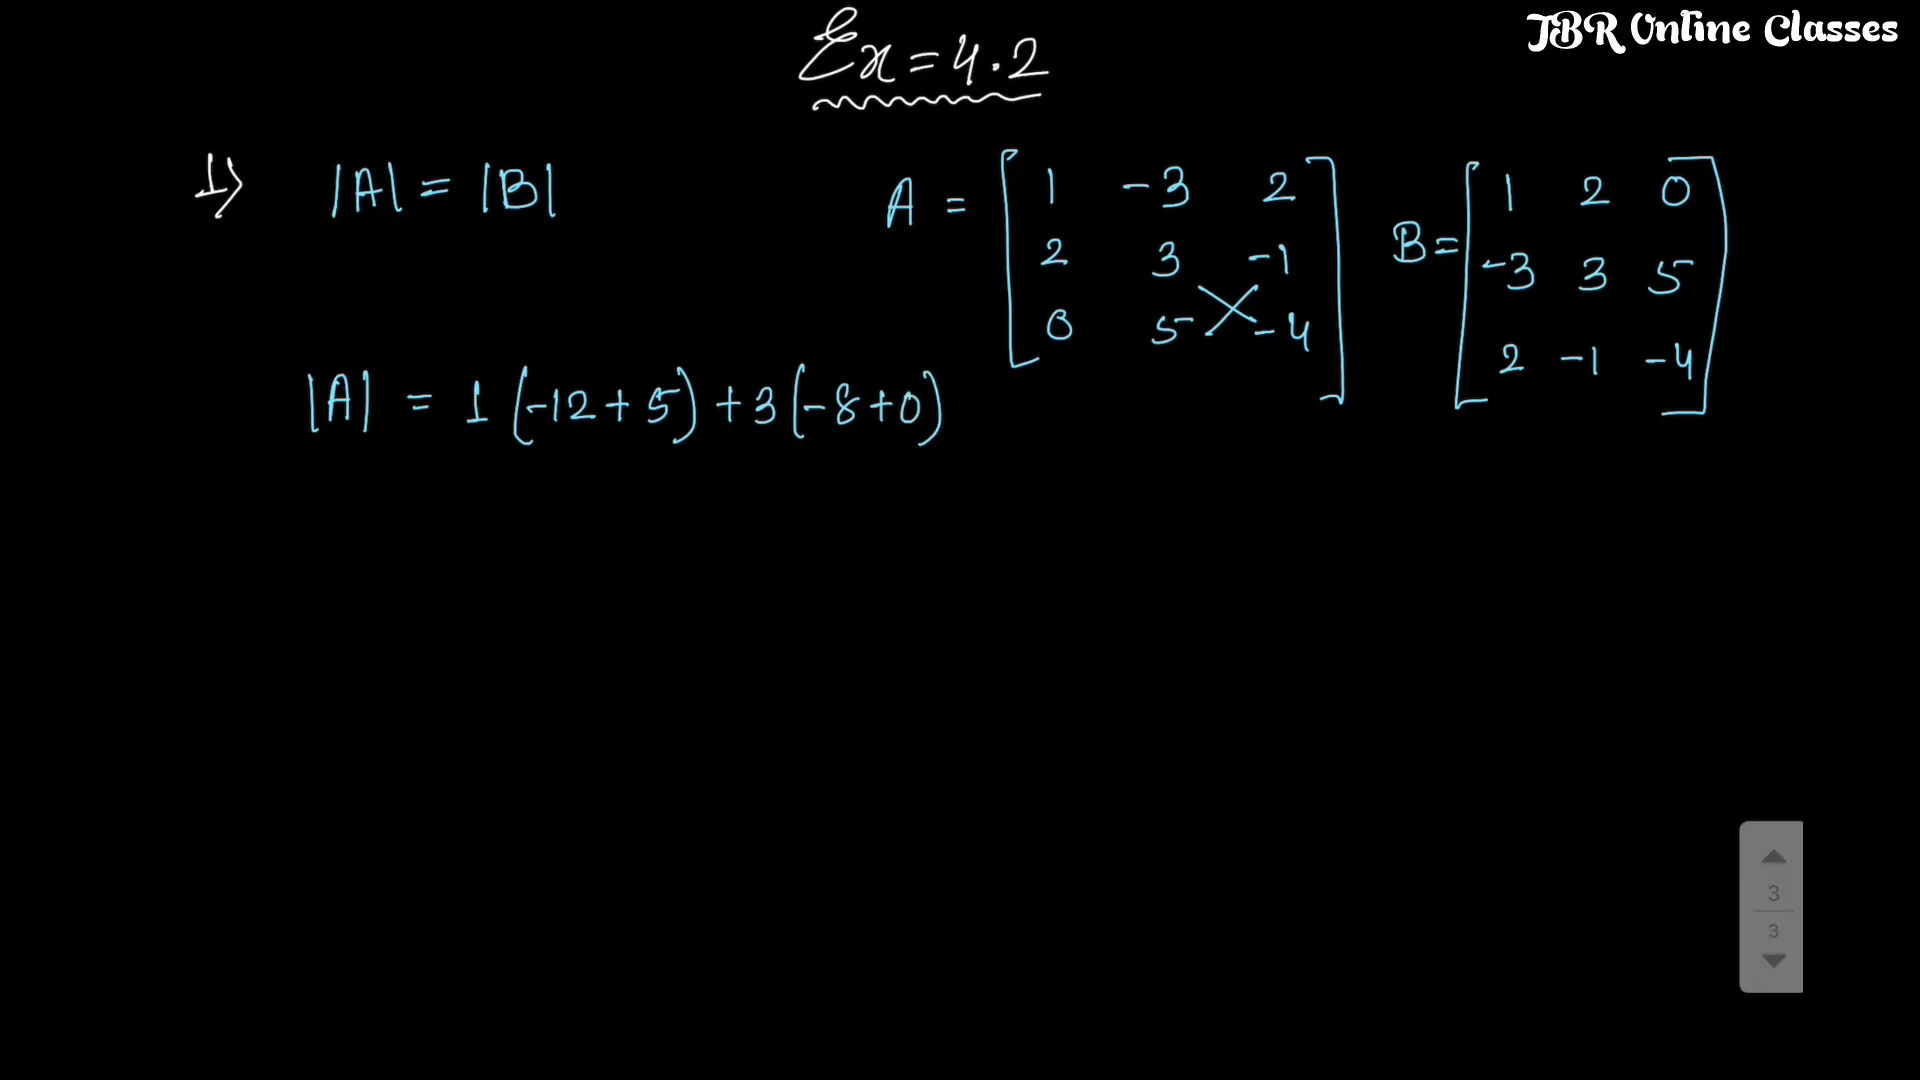 JBR Online Classes
Ex = 4.2
1) |A| = |B|
A = [ 1 -3 2
2 3 -1
0 5 -4 ]
B = [ 1 2 0
-3 3 5
2 -1 -4 ]
|A| = 1 (-12 + 5) + 3 (-8 + 0)
3
3